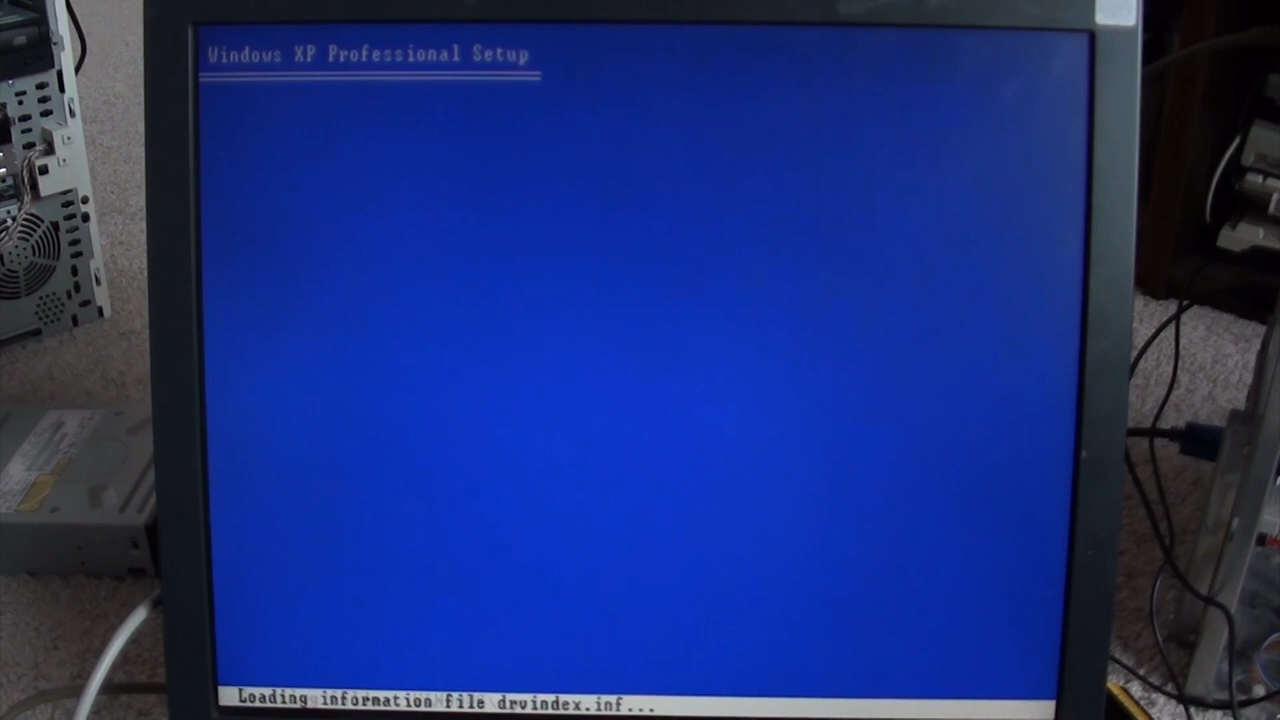 Windows XP Professional Setup
Loading information file drvindex.inf...